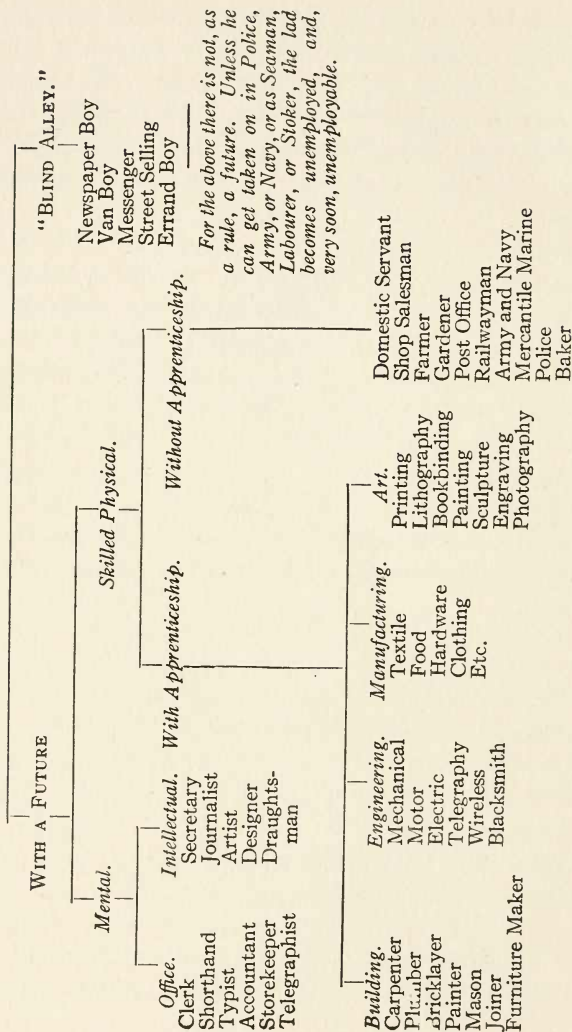 WITH A FUTURE
"BLIND ALLEY."
Newspaper Boy
Van Boy
Messenger
Street Selling
Errand Boy
For the above there is not, as
a rule, a future. Unless he
can get taken on in Police,
Army, or Navy, or as Seaman,
Labourer, or Stoker, the lad
becomes unemployed, and,
very soon, unemployable.
Mental.
Skilled Physical.
Office.
Clerk
Shorthand
Typist
Accountant
Storekeeper
Telegraphist
Intellectual.
Secretary
Journalist
Artist
Designer
Draughts-
man
With Apprenticeship.
Without Apprenticeship.
Building.
Carpenter
Plumber
Bricklayer
Painter
Mason
Joiner
Furniture Maker
Engineering.
Mechanical
Motor
Electric
Telegraphy
Wireless
Blacksmith
Manufacturing.
Textile
Food
Hardware
Clothing
Etc.
Art.
Printing
Lithography
Bookbinding
Painting
Sculpture
Engraving
Photography
Domestic Servant
Shop Salesman
Farmer
Gardener
Post Office
Railwayman
Army and Navy
Mercantile Marine
Police
Baker